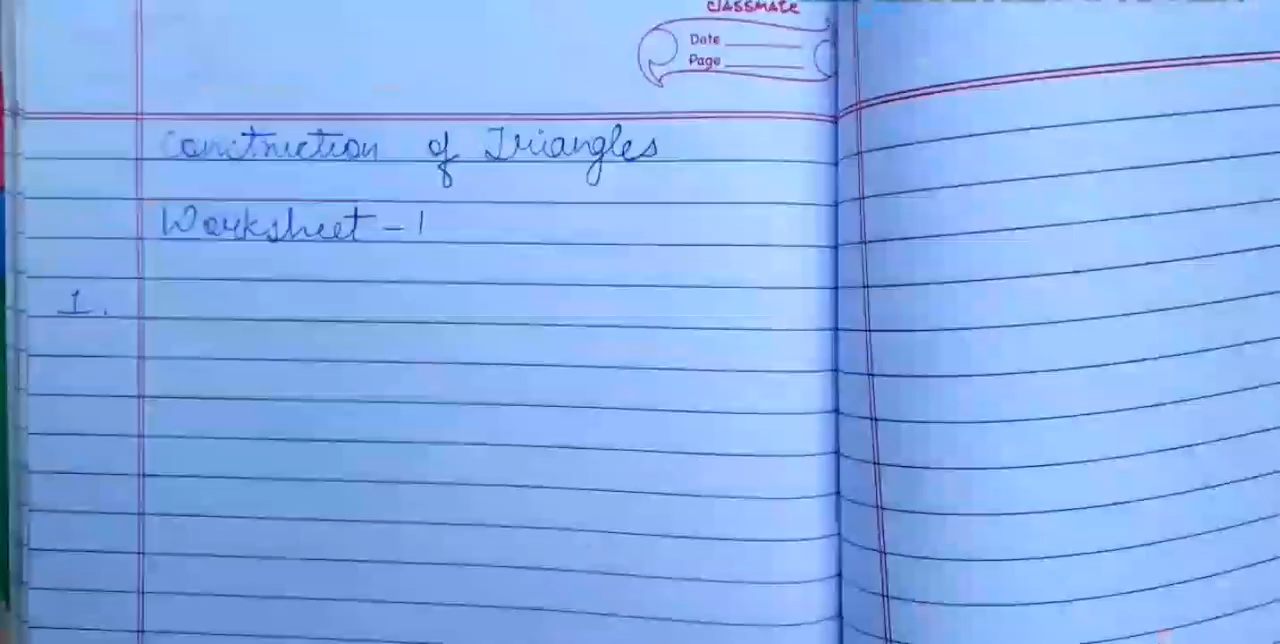 classmate
Date
Page
Construction of Triangles
Worksheet - 1
1.